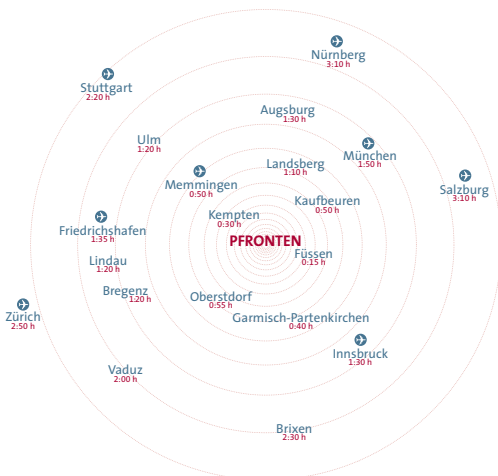 Nürnberg
3:10 h
Stuttgart
2:20 h
Augsburg
1:30 h
Ulm
1:20 h
München
1:50 h
Landsberg
1:10 h
Memmingen
0:50 h
Salzburg
3:10 h
Kaufbeuren
0:50 h
Kempten
0:30 h
Friedrichshafen
1:35 h
PFRONTEN
Füssen
0:15 h
Lindau
1:20 h
Bregenz
1:20 h
Oberstdorf
0:55 h
Zürich
2:50 h
Garmisch-Partenkirchen
0:40 h
Innsbruck
1:30 h
Vaduz
2:00 h
Brixen
2:30 h